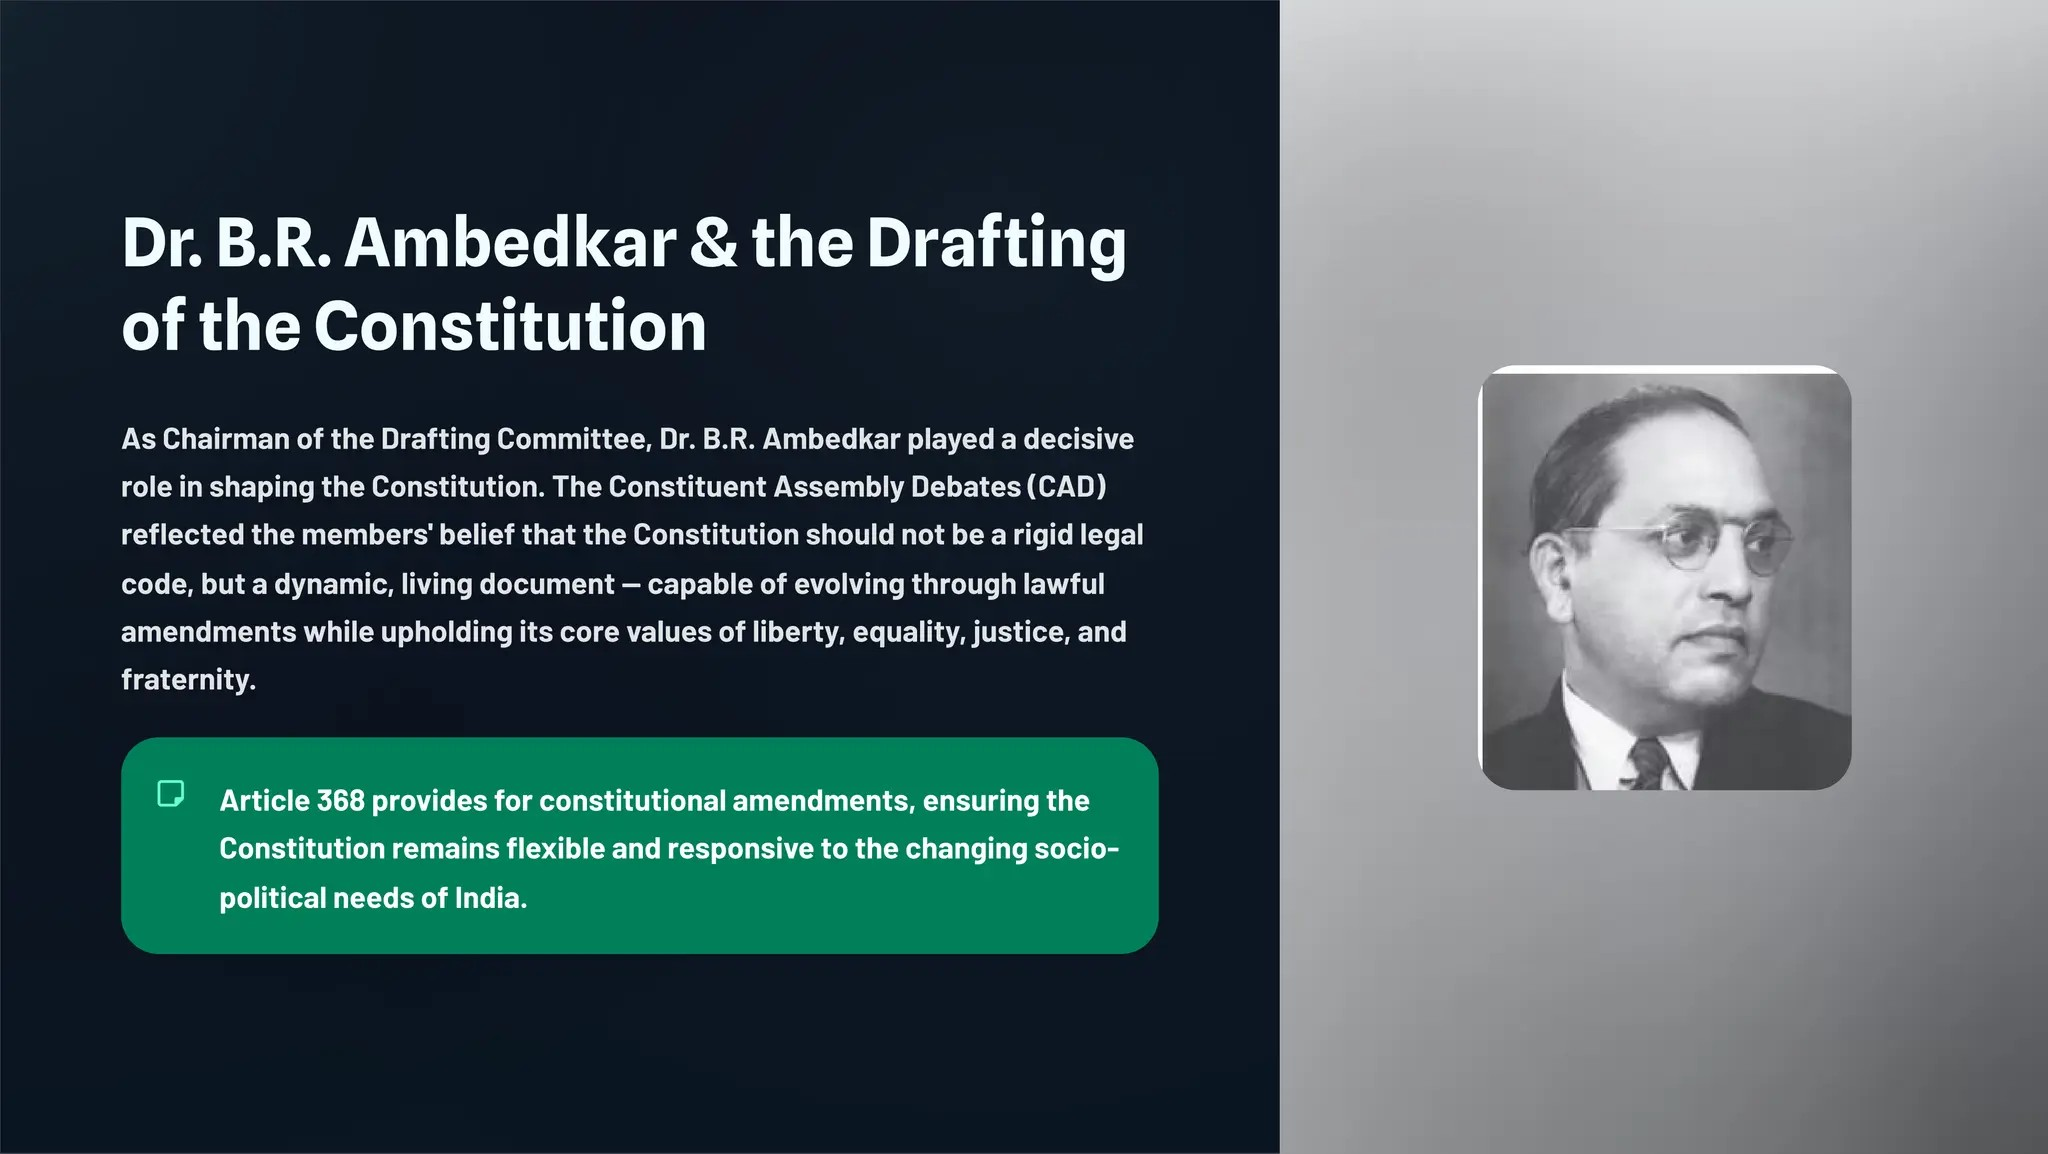 Dr. B.R. Ambedkar & the Drafting
of the Constitution
As Chairman of the Drafting Committee, Dr. B.R. Ambedkar played a decisive
role in shaping the Constitution. The Constituent Assembly Debates (CAD)
reflected the members' belief that the Constitution should not be a rigid legal
code, but a dynamic, living document — capable of evolving through lawful
amendments while upholding its core values of liberty, equality, justice, and
fraternity.
Article 368 provides for constitutional amendments, ensuring the
Constitution remains flexible and responsive to the changing socio-
political needs of India.